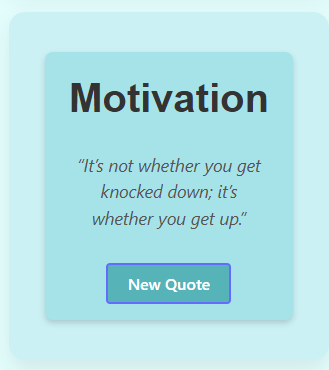 Motivation
“It’s not whether you get
knocked down; it’s
whether you get up.”
New Quote